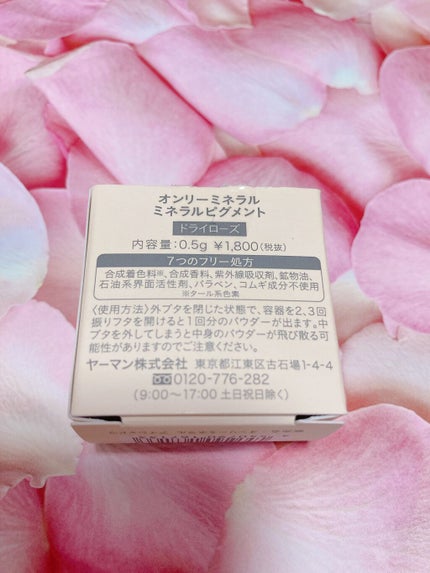 オンリーミネラル
ミネラルピグメント
ドライローズ
内容量:0.5g ¥1,800(税抜)
7つのフリー処方
合成着色料※、合成香料、紫外線吸収剤、鉱物油、
石油系界面活性剤、パラベン、コムギ成分不使用
※タール系色素
〈使用方法〉外ブタを閉じた状態で、容器を2、3回
振りフタを開けると1回分のパウダーが出ます。中
ブタを外してしまうと中身のパウダーが飛び散る可
能性がありますのでご注意ください。
ヤーマン株式会社 東京都江東区古石場1-4-4
0120-776-282
(9:00〜17:00 土日祝日除く)